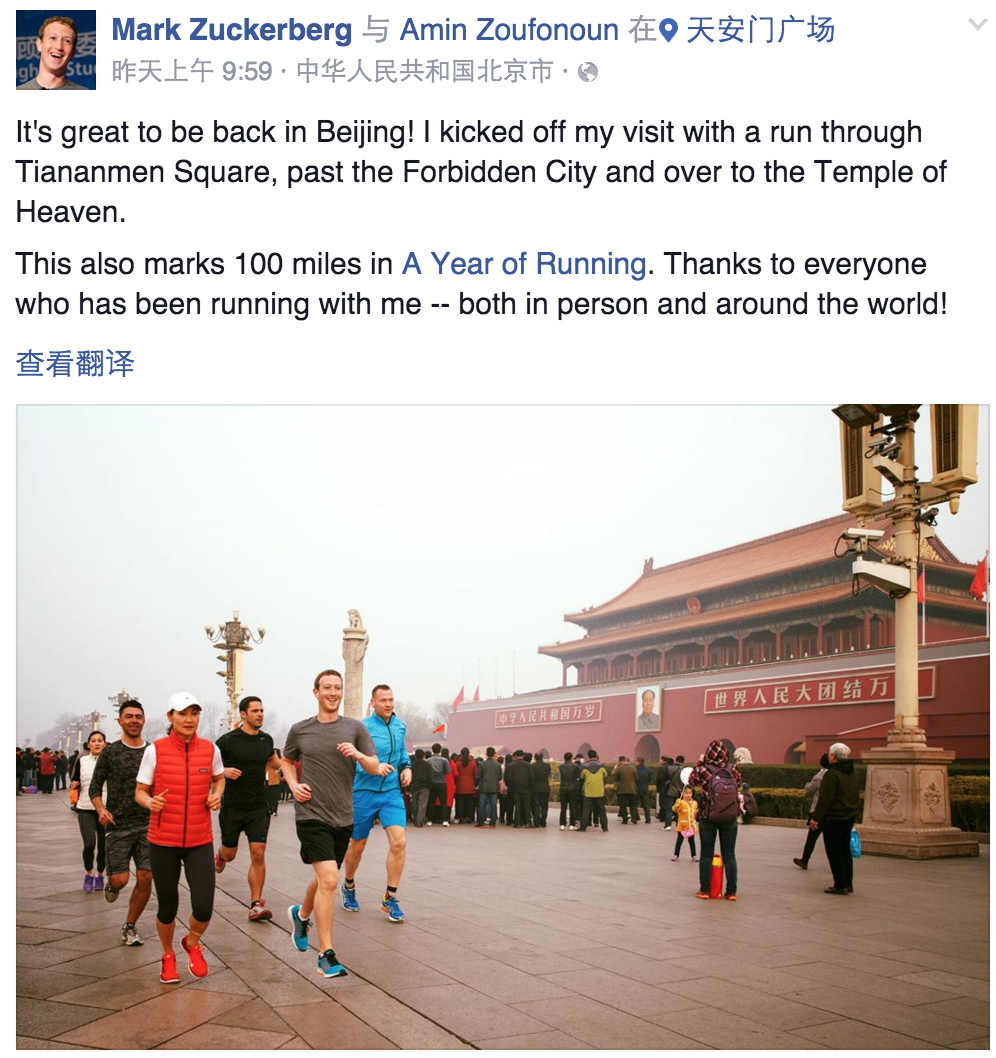 Mark Zuckerberg 与 Amin Zoufonoun 在 天安门广场
昨天上午 9:59 · 中华人民共和国北京市 ·
It's great to be back in Beijing! I kicked off my visit with a run through
Tiananmen Square, past the Forbidden City and over to the Temple of
Heaven.
This also marks 100 miles in A Year of Running. Thanks to everyone
who has been running with me -- both in person and around the world!
查看翻译
中华人民共和国万岁
世界人民大团结万